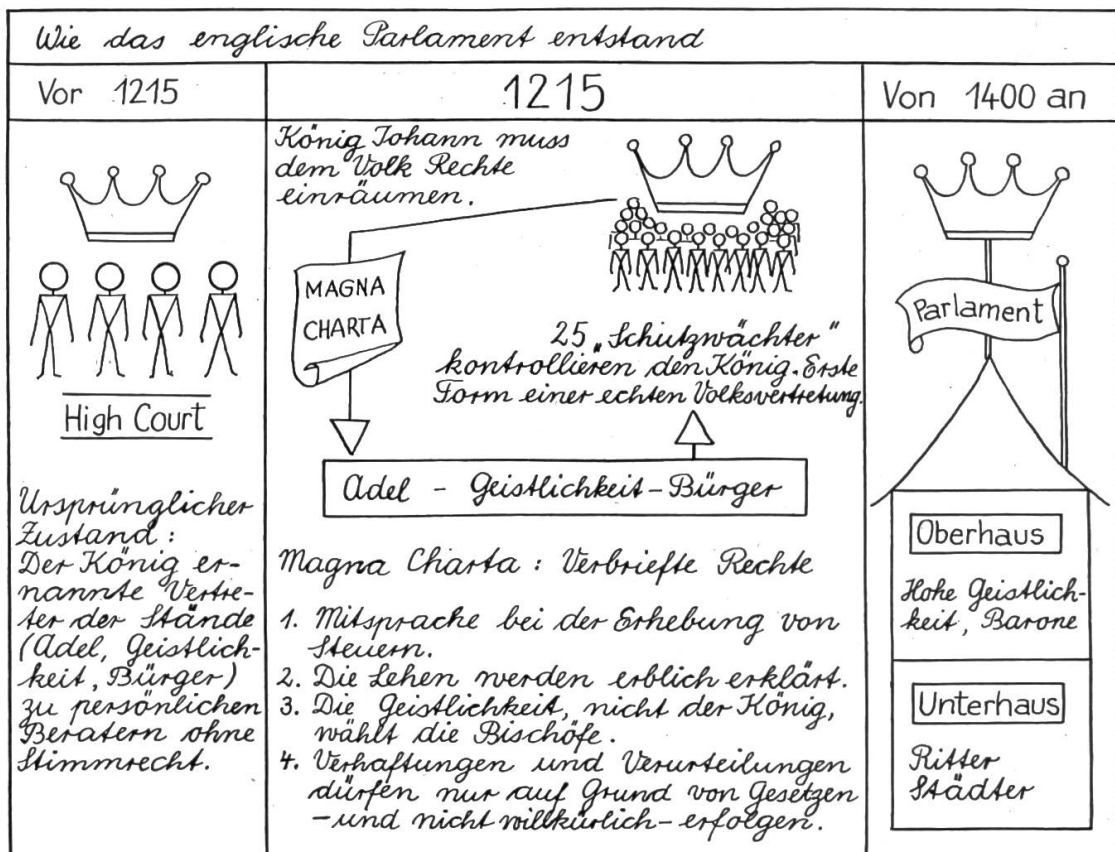 Wie das englische Parlament entstand
Vor 1215
High Court
Ursprünglicher
Zustand:
Der König er-
nannte Vertre-
ter der Stände
(Adel, Geistlich-
keit, Bürger)
zu persönlichen
Beratern ohne
Stimmrecht.
1215
König Johann muss
dem Volk Rechte
einräumen.
MAGNA
CHARTA
25 „Schutzwächter“
kontrollieren den König. Erste
Form einer echten Volksvertretung.
Adel - Geistlichkeit - Bürger
Magna Charta: Verbriefte Rechte
1. Mitsprache bei der Erhebung von
Steuern.
2. Die Lehen werden erblich erklärt.
3. Die Geistlichkeit, nicht der König,
wählt die Bischöfe.
4. Verhaftungen und Verurteilungen
dürfen nur auf Grund von Gesetzen
- und nicht willkürlich - erfolgen.
Von 1400 an
Parlament
Oberhaus
Hohe Geistlich-
keit, Barone
Unterhaus
Ritter
Städter